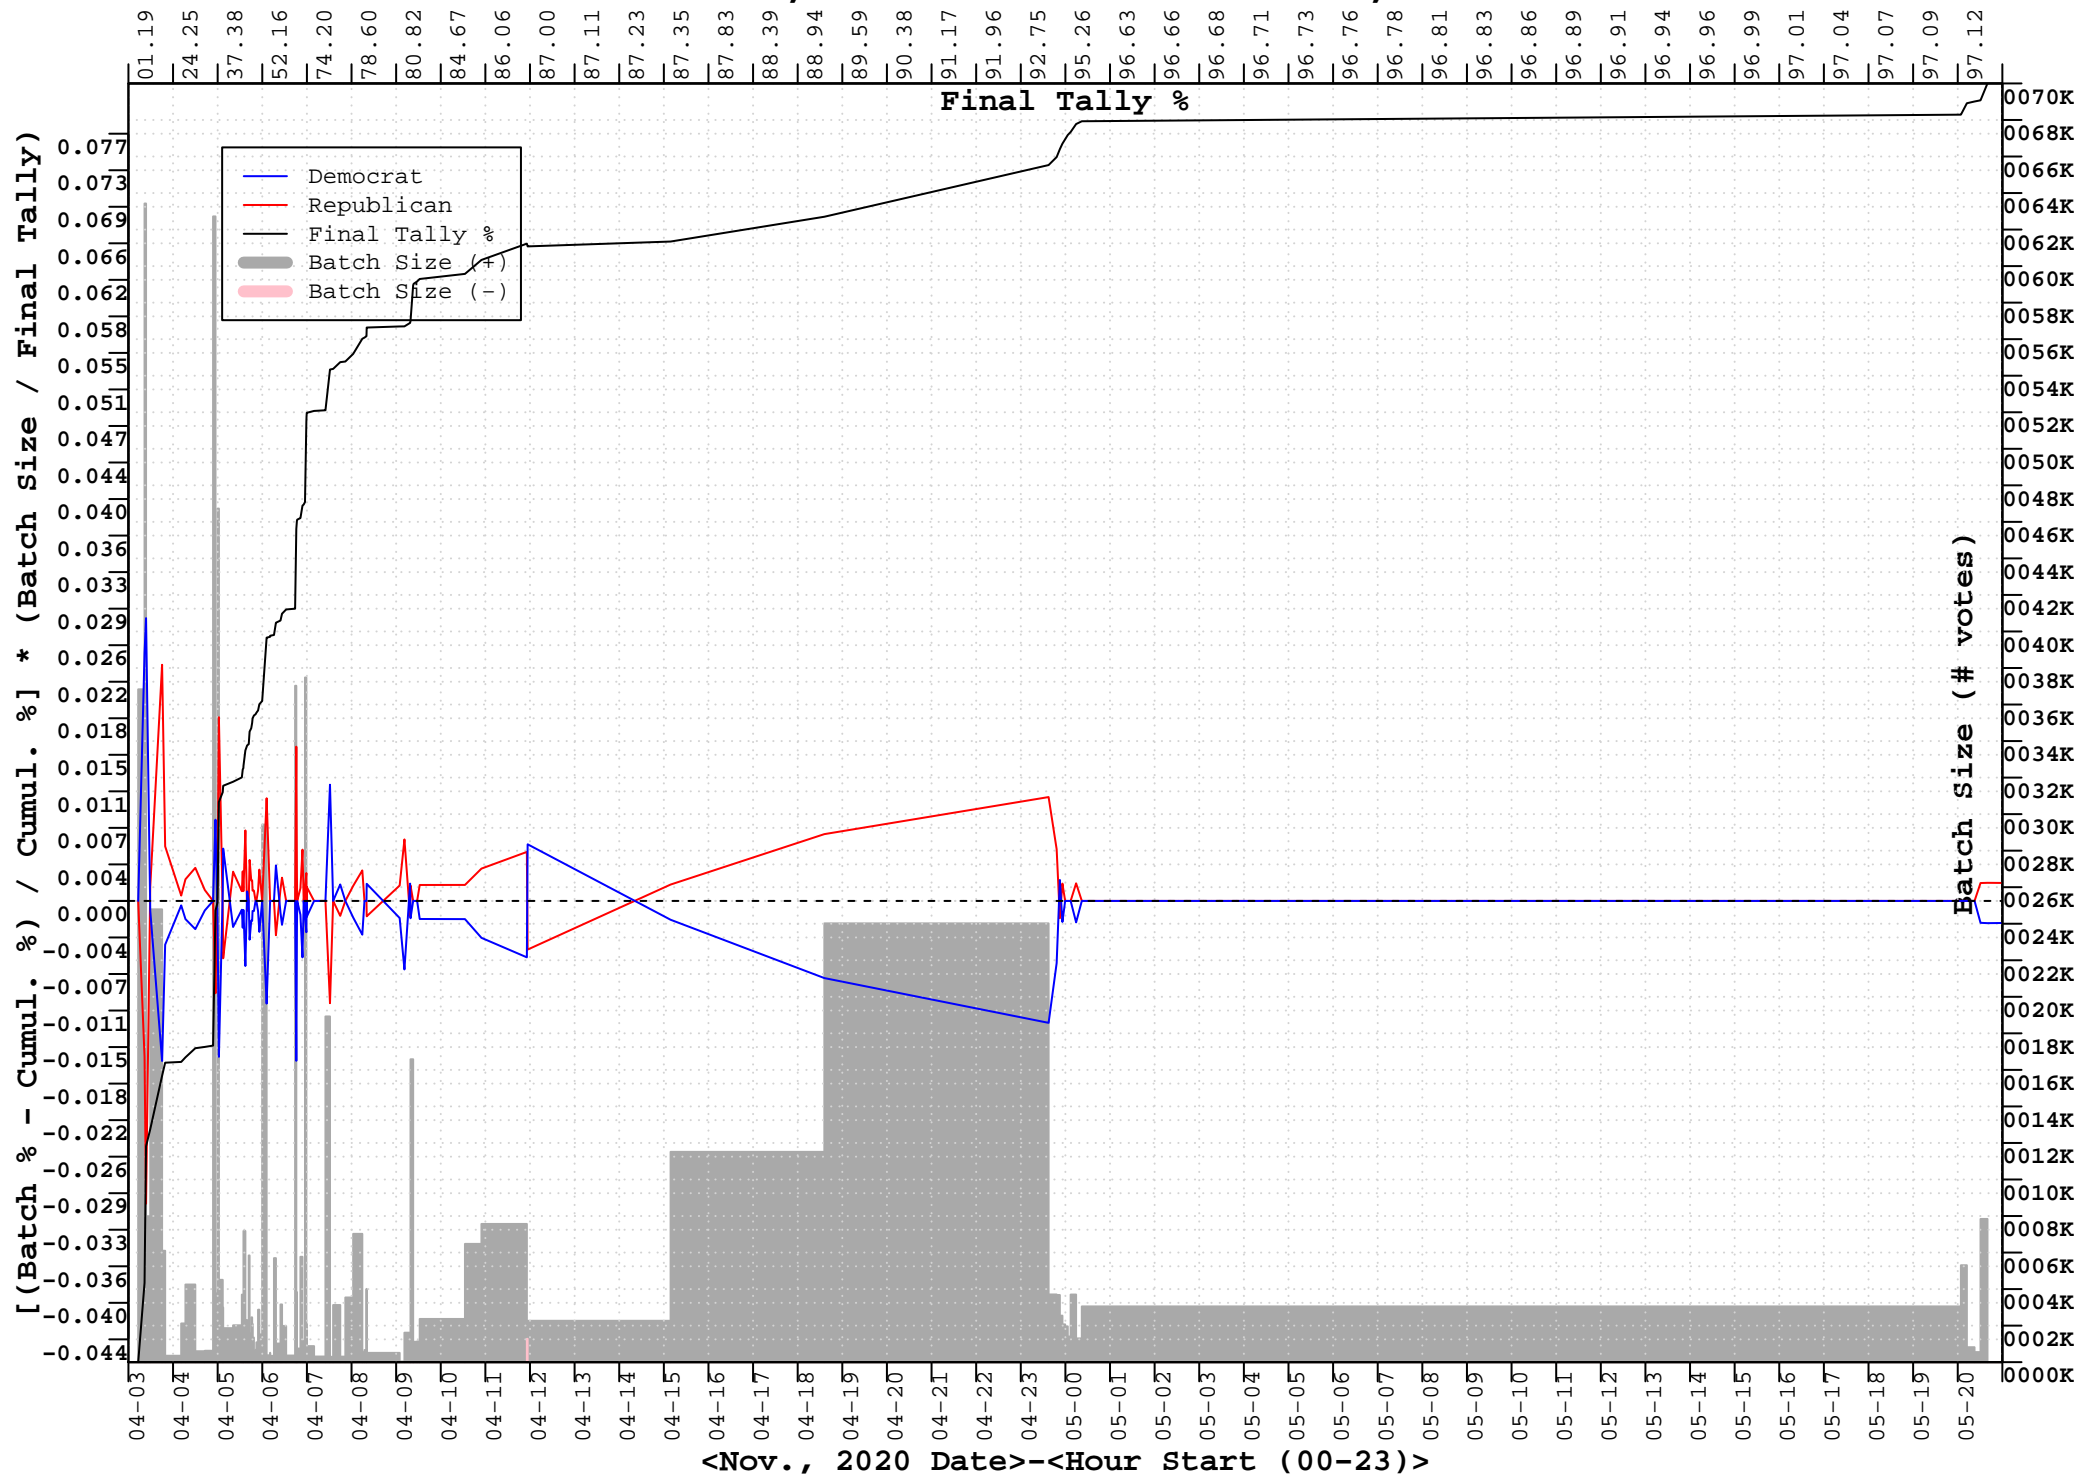 01.19 24.25 37.38 52.16 74.20 78.60 80.82 84.67 86.06 87.00 87.11 87.23 87.35 87.83 88.39 88.94 89.59 90.38 91.17 91.96 92.75 95.26 96.63 96.66 96.68 96.71 96.73 96.76 96.78 96.81 96.83 96.86 96.89 96.91 96.94 96.96 96.99 97.01 97.04 97.07 97.09 97.12
Final Tally %
[(Batch % - Cumul. %) / Cumul. %] * (Batch Size / Final Tally)
0.077
0.073
0.069
0.066
0.062
0.058
0.055
0.051
0.047
0.044
0.040
0.036
0.033
0.029
0.026
0.022
0.018
0.015
0.011
0.007
0.004
0.000
-0.004
-0.007
-0.011
-0.015
-0.018
-0.022
-0.026
-0.029
-0.033
-0.036
-0.040
-0.044
Democrat
Republican
Final Tally %
Batch Size (+)
Batch Size (-)
0070K
0068K
0066K
0064K
0062K
0060K
0058K
0056K
0054K
0052K
0050K
0048K
0046K
0044K
0042K
0040K
0038K
0036K
0034K
0032K
0030K
0028K
0026K
0024K
0022K
0020K
0018K
0016K
0014K
0012K
0010K
0008K
0006K
0004K
0002K
0000K
Batch Size (# votes)
04-03 04-04 04-05 04-06 04-07 04-08 04-09 04-10 04-11 04-12 04-14 04-15 04-16 04-17 04-18 04-19 04-20 04-21 04-22 04-23 05-00 05-01 05-02 05-03 05-04 05-05 05-06 05-07 05-08 05-09 05-10 05-11 05-12 05-13 05-14 05-15 05-16 05-17 05-18 05-19 05-20
<Nov., 2020 Date>-<Hour Start (00-23)>